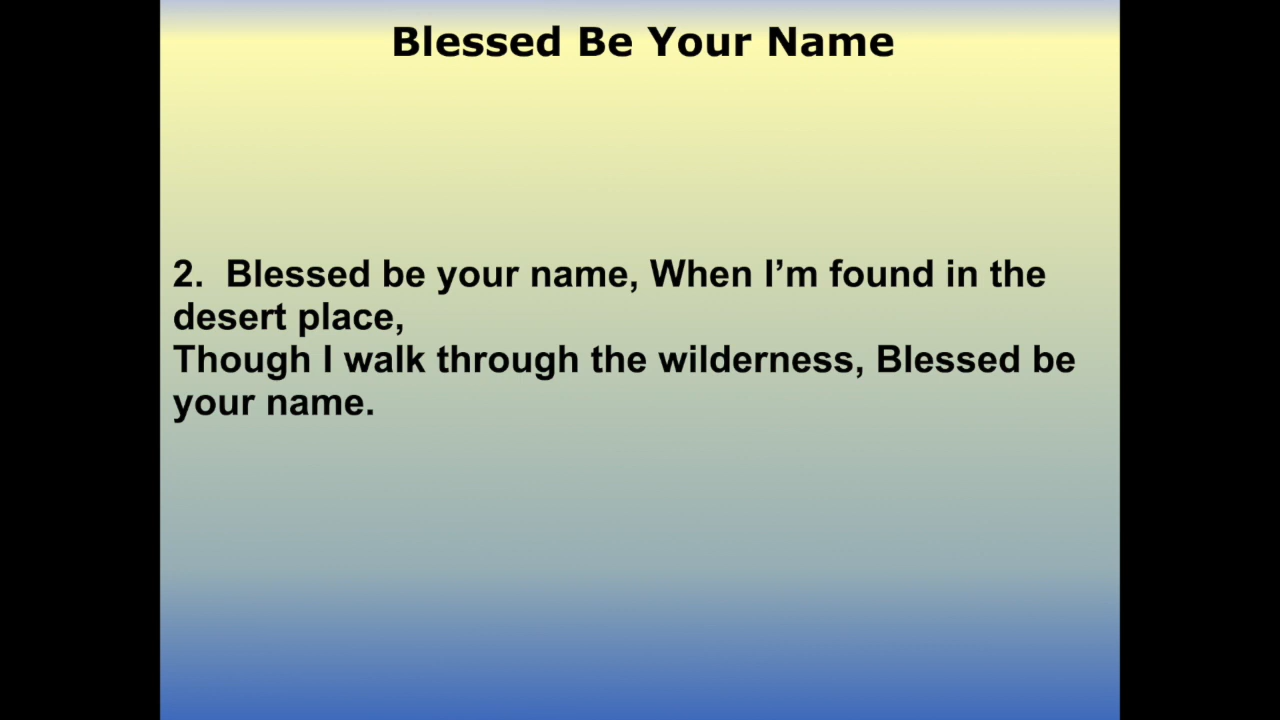 Blessed Be Your Name
2. Blessed be your name, When I’m found in the
desert place,
Though I walk through the wilderness, Blessed be
your name.